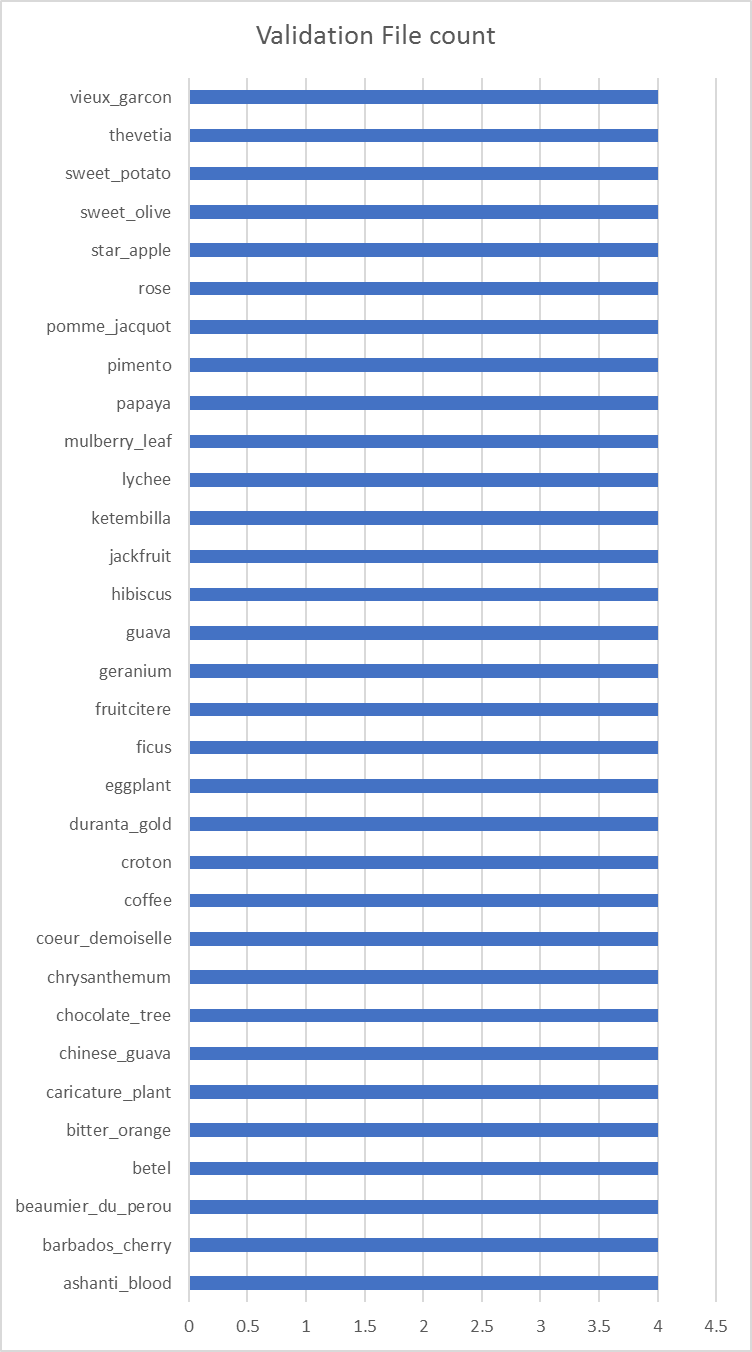 Validation File count
vieux_garcon
thevetia
sweet_potato
sweet_olive
star_apple
rose
pomme_jacquot
pimento
papaya
mulberry_leaf
lychee
ketembilla
jackfruit
hibiscus
guava
geranium
fruitcitere
ficus
eggplant
duranta_gold
croton
coffee
coeur_demoiselle
chrysanthemum
chocolate_tree
chinese_guava
caricature_plant
bitter_orange
betel
beaumier_du_perou
barbados_cherry
ashanti_blood
0 0.5 1 1.5 2 2.5 3 3.5 4 4.5